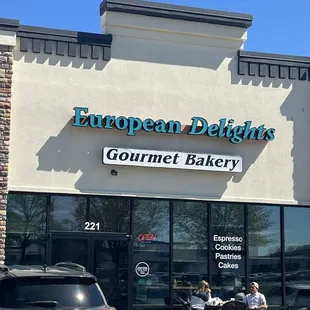 European Delights
Gourmet Bakery
221
OPEN
Espresso
Cookies
Pastries
Cakes